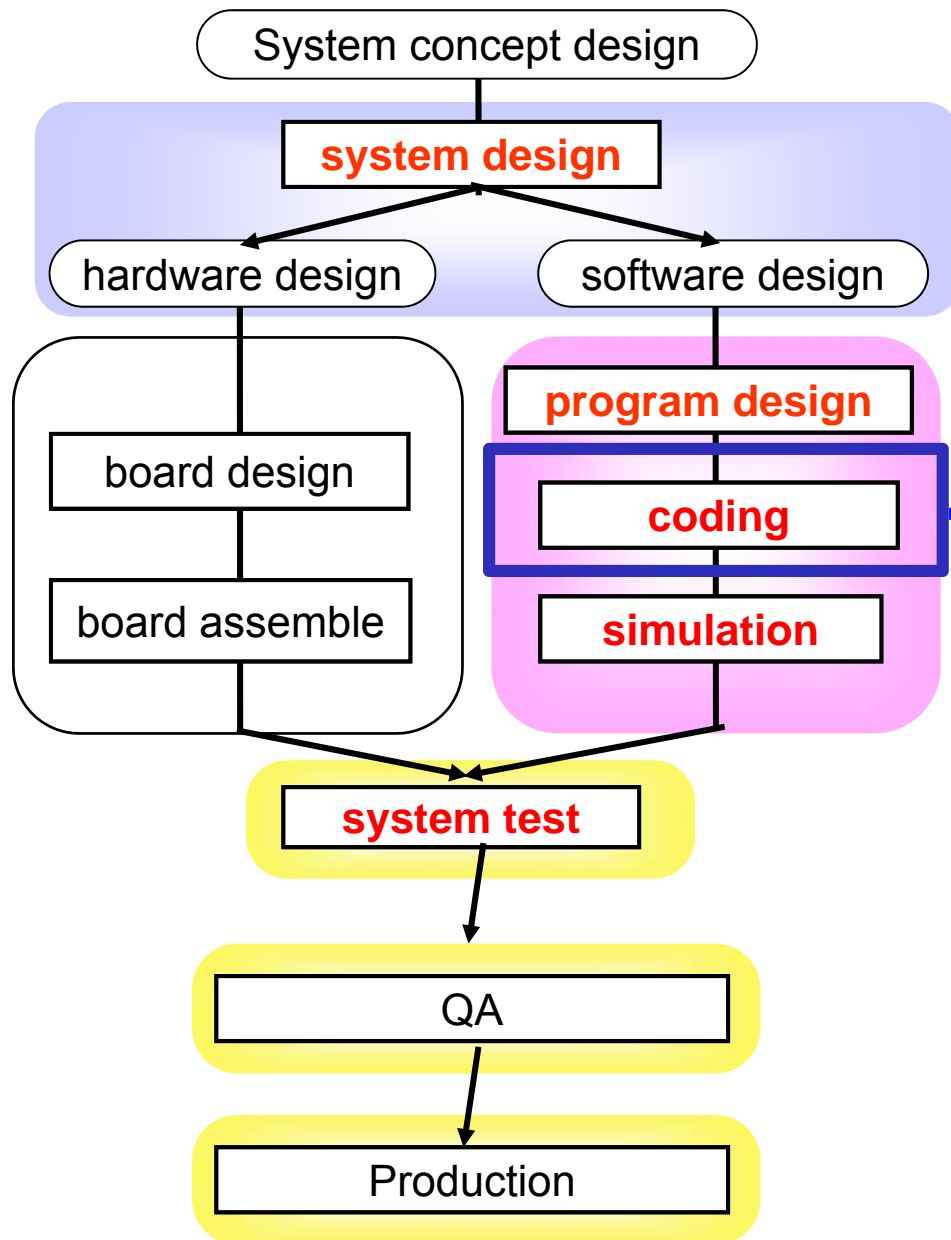 System concept design
system design
hardware design
software design
program design
board design
coding
board assemble
simulation
system test
QA
Production